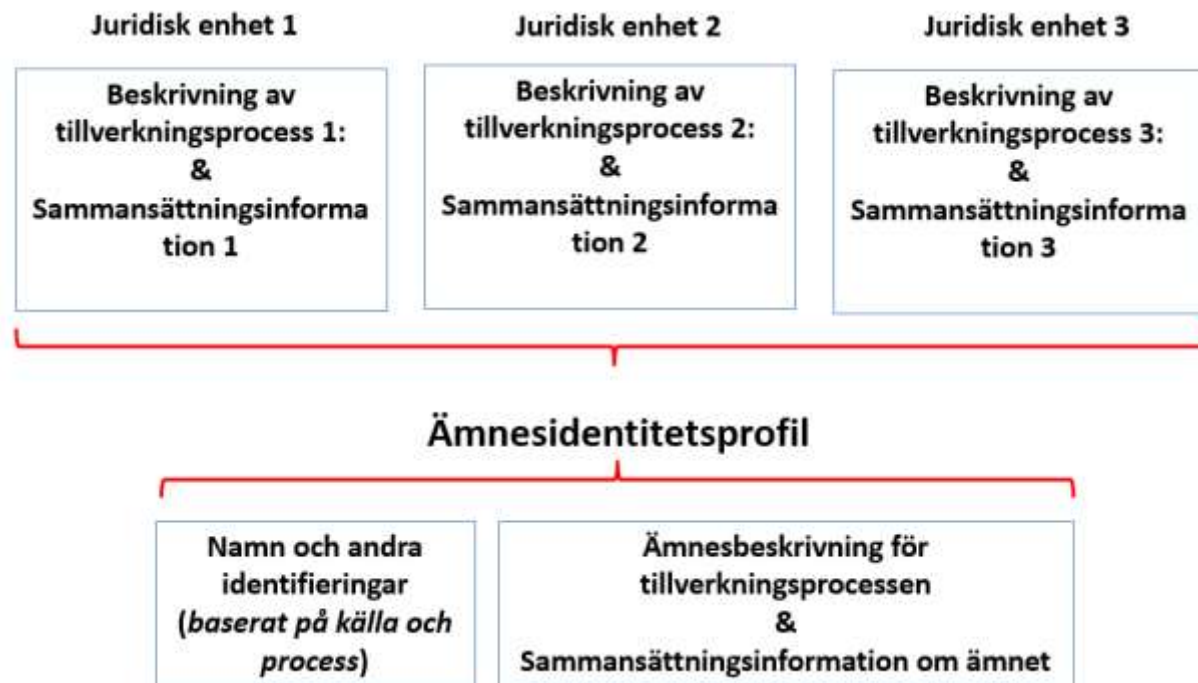 Juridisk enhet 1
Beskrivning av
tillverkningsprocess 1:
&
Sammansättningsinforma
tion 1
Juridisk enhet 2
Beskrivning av
tillverkningsprocess 2:
&
Sammansättningsinforma
tion 2
Juridisk enhet 3
Beskrivning av
tillverkningsprocess 3:
&
Sammansättningsinforma
tion 3
Ämnesidentitetsprofil
Namn och andra
identifieringar
(baserat på källa och
process)
Ämnesbeskrivning för
tillverkningsprocessen
&
Sammansättningsinformation om ämnet